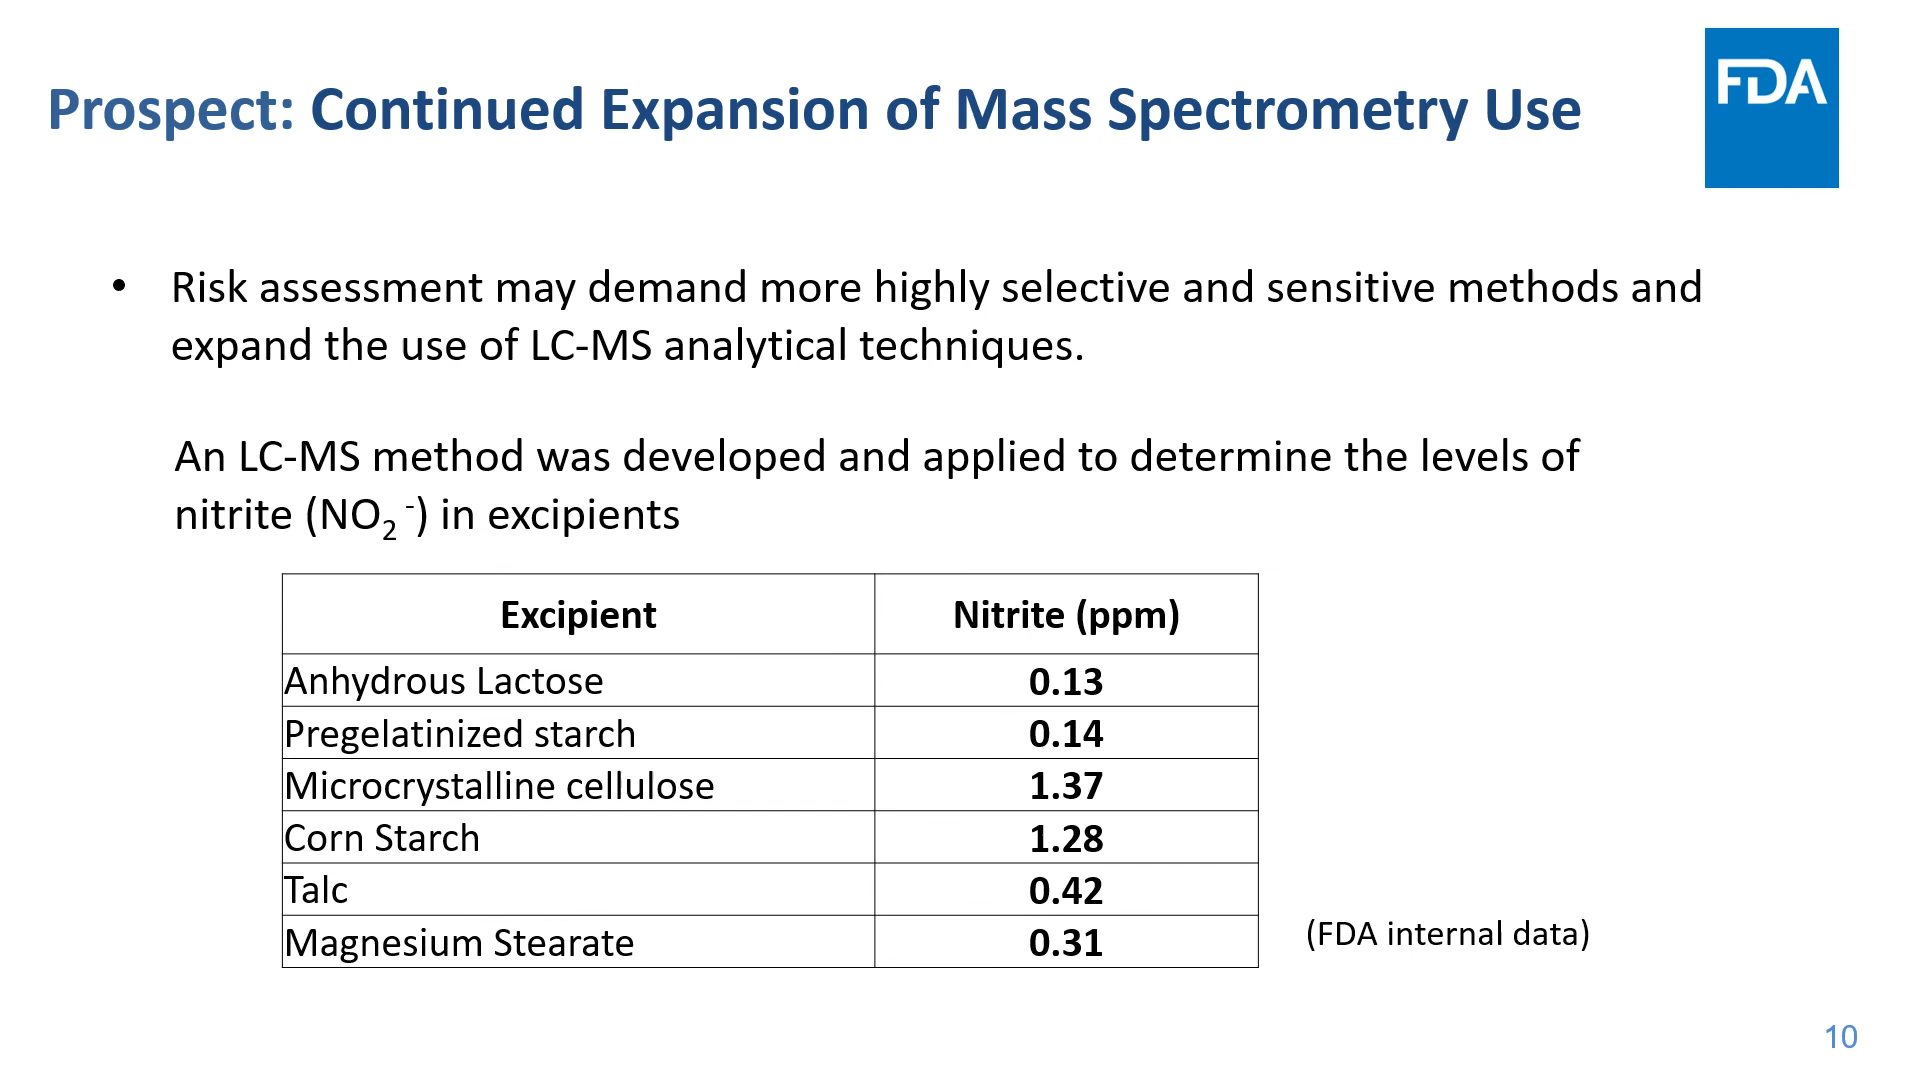 Prospect: Continued Expansion of Mass Spectrometry Use
FDA
• Risk assessment may demand more highly selective and sensitive methods and
expand the use of LC-MS analytical techniques.
An LC-MS method was developed and applied to determine the levels of
nitrite (NO₂ ⁻) in excipients
Excipient Nitrite (ppm)
Anhydrous Lactose 0.13
Pregelatinized starch 0.14
Microcrystalline cellulose 1.37
Corn Starch 1.28
Talc 0.42
Magnesium Stearate 0.31
(FDA internal data)
10